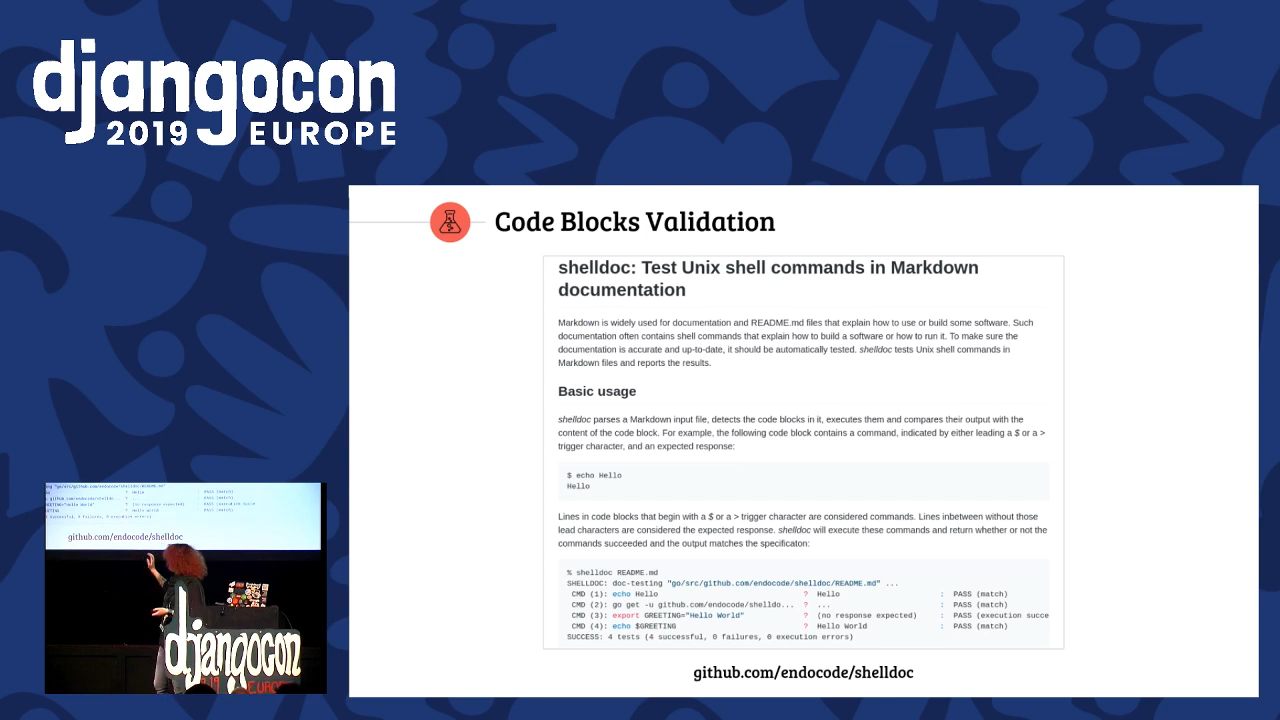 djangocon
2019 EUROPE
Code Blocks Validation
shelldoc: Test Unix shell commands in Markdown
documentation
Markdown is widely used for documentation and README.md files that explain how to use or build some software. Such
documentation often contains shell commands that explain how to build a software or how to run it. To make sure the
documentation is accurate and up-to-date, it should be automatically tested. shelldoc tests Unix shell commands in
Markdown files and reports the results.
Basic usage
shelldoc parses a Markdown input file, detects the code blocks in it, executes them and compares their output with the
content of the code block. For example, the following code block contains a command, indicated by either leading a $ or a >
trigger character, and an expected response:
$ echo Hello
Hello
Lines in code blocks that begin with a $ or a > trigger character are considered commands. Lines inbetween without those
lead characters are considered the expected response. shelldoc will execute these commands and return whether or not the
commands succeeded and the output matches the specificaton:
% shelldoc README.md
SHELLDOC: doc-testing "go/src/github.com/endocode/shelldoc/README.md" ...
CMD (1): echo Hello ? Hello : PASS (match)
CMD (2): go get -u github.com/endocode/shelldo... ? ... : PASS (match)
CMD (3): export GREETING="Hello World" ? (no response expected) : PASS (execution succe
CMD (4): echo $GREETING ? Hello World : PASS (match)
SUCCESS: 4 tests (4 successful, 0 failures, 0 execution errors)
github.com/endocode/shelldoc
github.com/endocode/shelldoc
djangocon